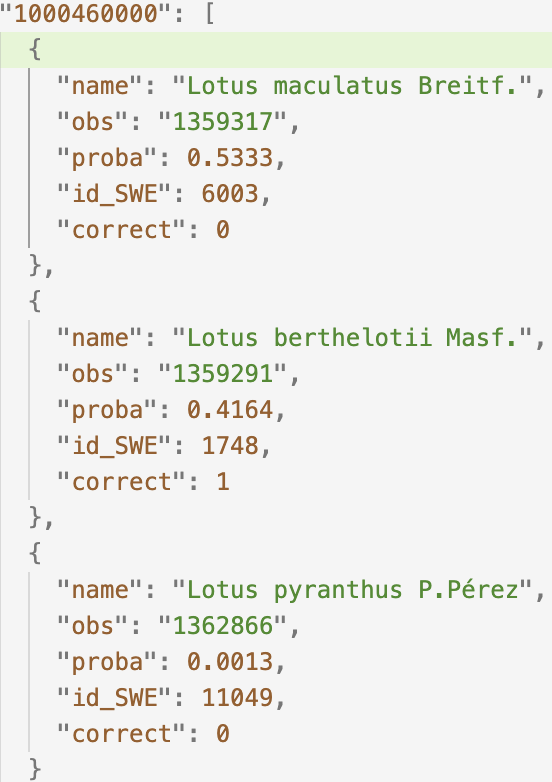 "1000460000": [
{
"name": "Lotus maculatus Breitf.",
"obs": "1359317",
"proba": 0.5333,
"id_SWE": 6003,
"correct": 0
},
{
"name": "Lotus berthelotii Masf.",
"obs": "1359291",
"proba": 0.4164,
"id_SWE": 1748,
"correct": 1
},
{
"name": "Lotus pyranthus P.Pérez",
"obs": "1362866",
"proba": 0.0013,
"id_SWE": 11049,
"correct": 0
}